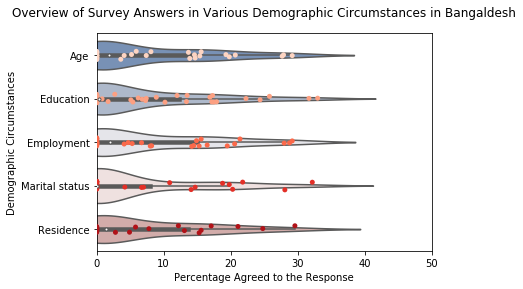 Overview of Survey Answers in Various Demographic Circumstances in Bangaldesh
Demographic Circumstances
Age
Education
Employment
Marital status
Residence
0 10 20 30 40 50
Percentage Agreed to the Response